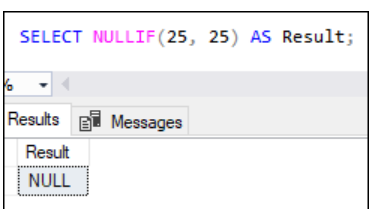 SELECT NULLIF(25, 25) AS Result;
%
Results Messages
Result
NULL